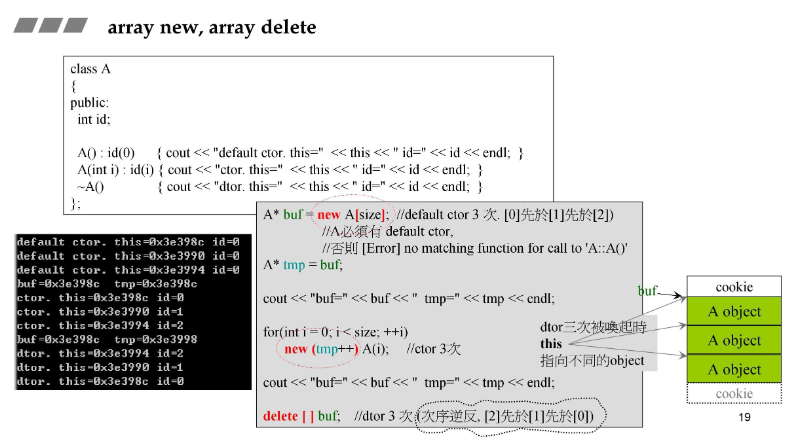 array new, array delete
class A
{
public:
int id;
A() : id(0) { cout << "default ctor. this=" << this << " id=" << id << endl; }
A(int i) : id(i) { cout << "ctor. this=" << this << " id=" << id << endl; }
~A() { cout << "dtor. this=" << this << " id=" << id << endl; }
};
default ctor. this=0x3e398c id=0
default ctor. this=0x3e3990 id=0
default ctor. this=0x3e3994 id=0
buf=0x3e398c tmp=0x3e398c
ctor. this=0x3e398c id=0
ctor. this=0x3e3990 id=1
ctor. this=0x3e3994 id=2
buf=0x3e398c tmp=0x3e3998
dtor. this=0x3e3994 id=2
dtor. this=0x3e3990 id=1
dtor. this=0x3e398c id=0
A* buf = new A[size]; //default ctor 3 次. [0]先於[1]先於[2])
//A必須有 default ctor,
//否則 [Error] no matching function for call to 'A::A()'
A* tmp = buf;
cout << "buf=" << buf << " tmp=" << tmp << endl;
for(int i = 0; i < size; ++i)
new (tmp++) A(i); //ctor 3次
cout << "buf=" << buf << " tmp=" << tmp << endl;
delete [ ] buf; //dtor 3 次 (次序逆反, [2]先於[1]先於[0])
dtor三次被喚起時
this
指向不同的object
buf
cookie
A object
A object
A object
cookie
19